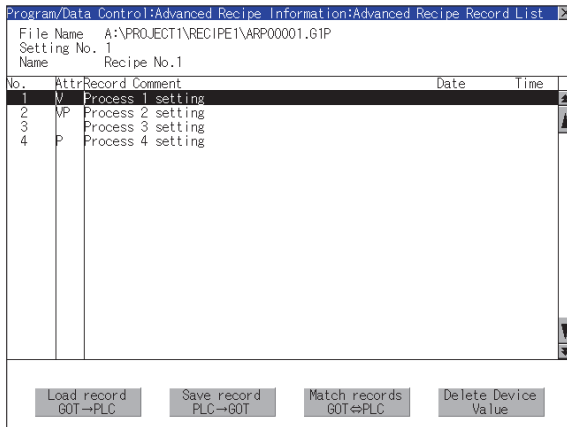 Program/Data Control:Advanced Recipe Information:Advanced Recipe Record List
File Name A:\PROJECT1\RECIPE1\ARP00001.G1P
Setting No. 1
Name Recipe No.1
No. Attr Record Comment Date Time
1 V Process 1 setting
2 VP Process 2 setting
3 Process 3 setting
4 P Process 4 setting
Load record Save record Match records Delete Device
GOT→PLC PLC→GOT GOT⇔PLC Value